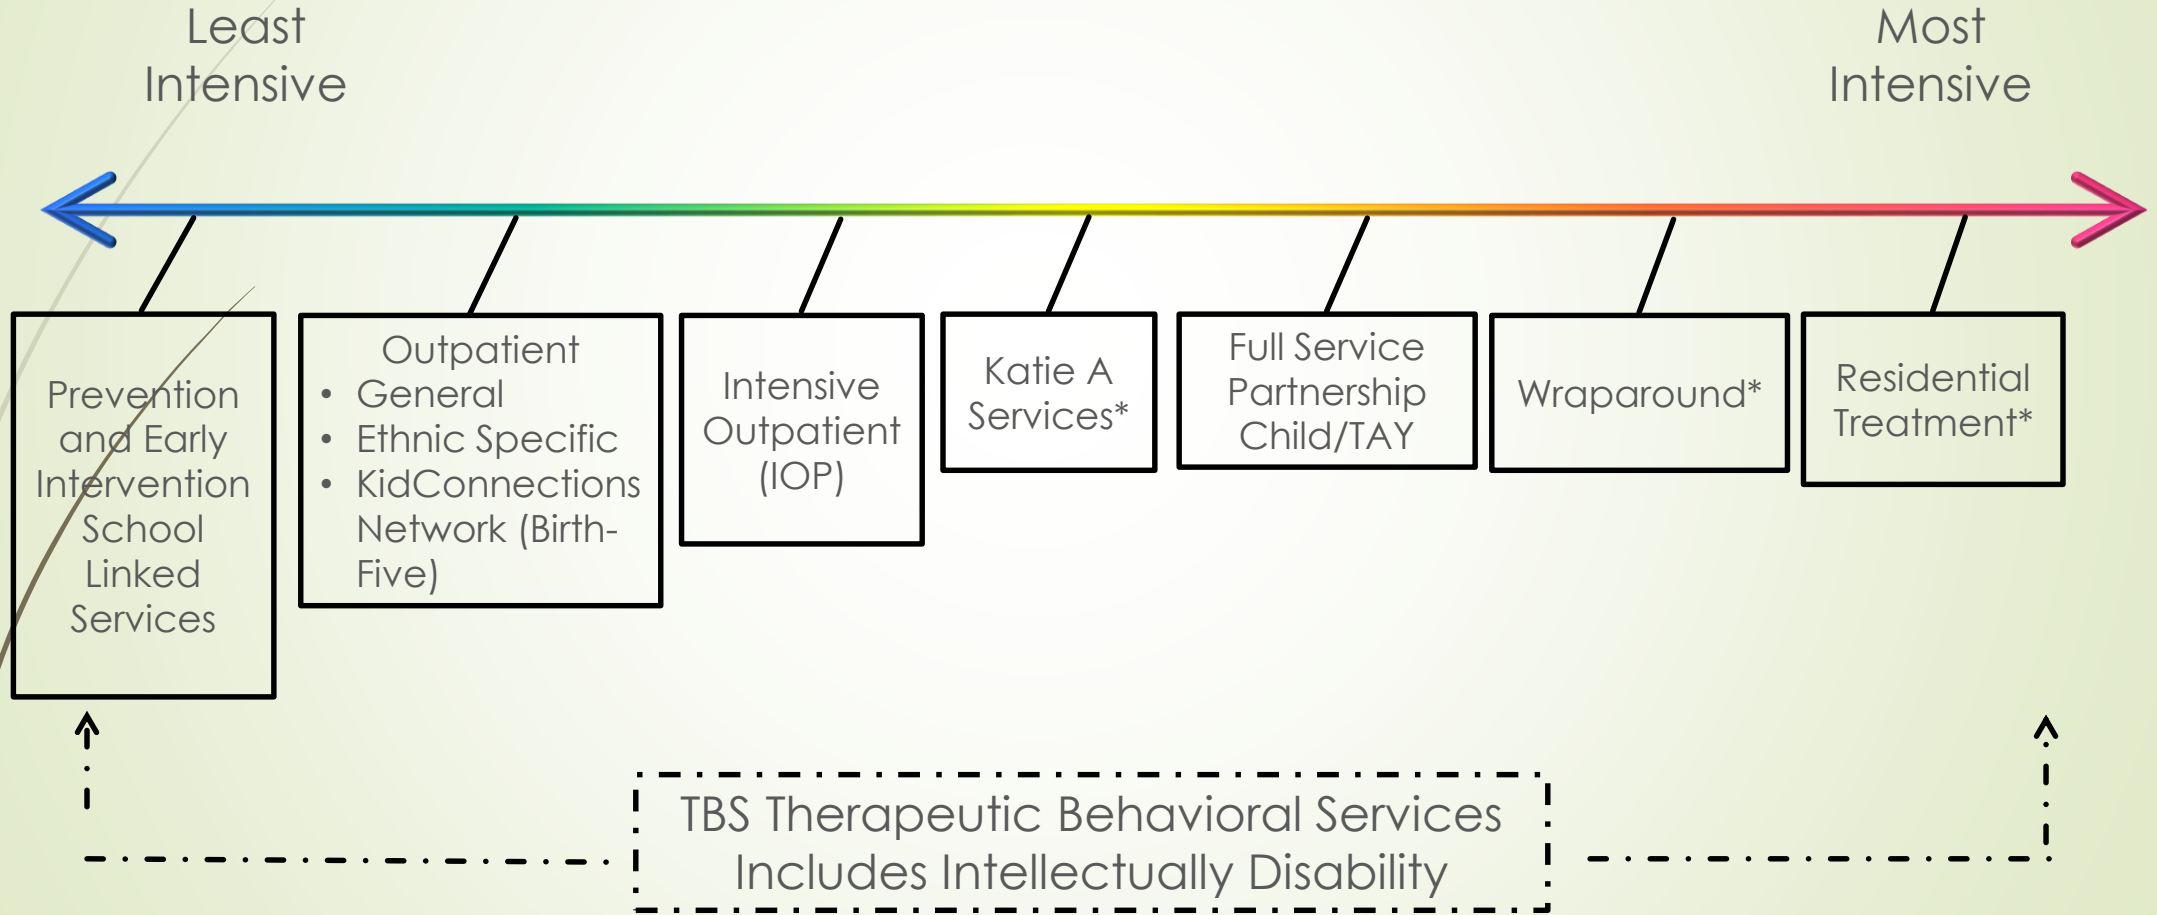 Least
Intensive
Most
Intensive
Prevention
and Early
Intervention
School
Linked
Services
Outpatient
• General
• Ethnic Specific
• KidConnections
Network (Birth-
Five)
Intensive
Outpatient
(IOP)
Katie A
Services*
Full Service
Partnership
Child/TAY
Wraparound*
Residential
Treatment*
TBS Therapeutic Behavioral Services
Includes Intellectually Disability